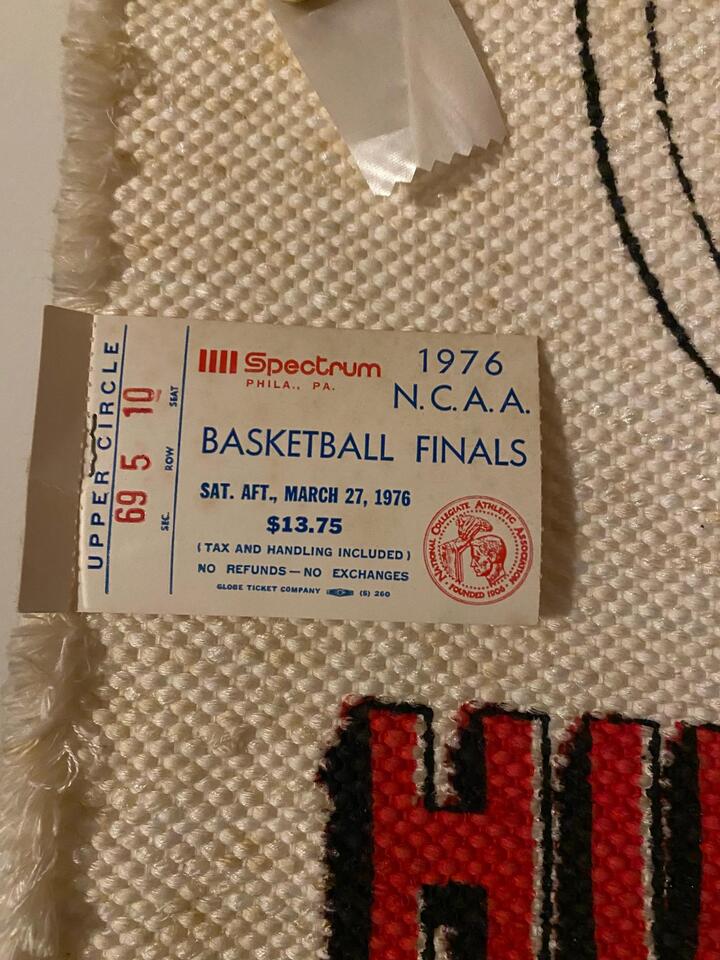 UPPER CIRCLE
69 5 10
SEC. ROW SEAT
Spectrum
PHILA., PA.
1976
N.C.A.A.
BASKETBALL FINALS
SAT. AFT., MARCH 27, 1976
$13.75
(TAX AND HANDLING INCLUDED)
NO REFUNDS—NO EXCHANGES
GLOBE TICKET COMPANY (S) 260
NATIONAL COLLEGIATE ATHLETIC ASSOCIATION
FOUNDED 1906